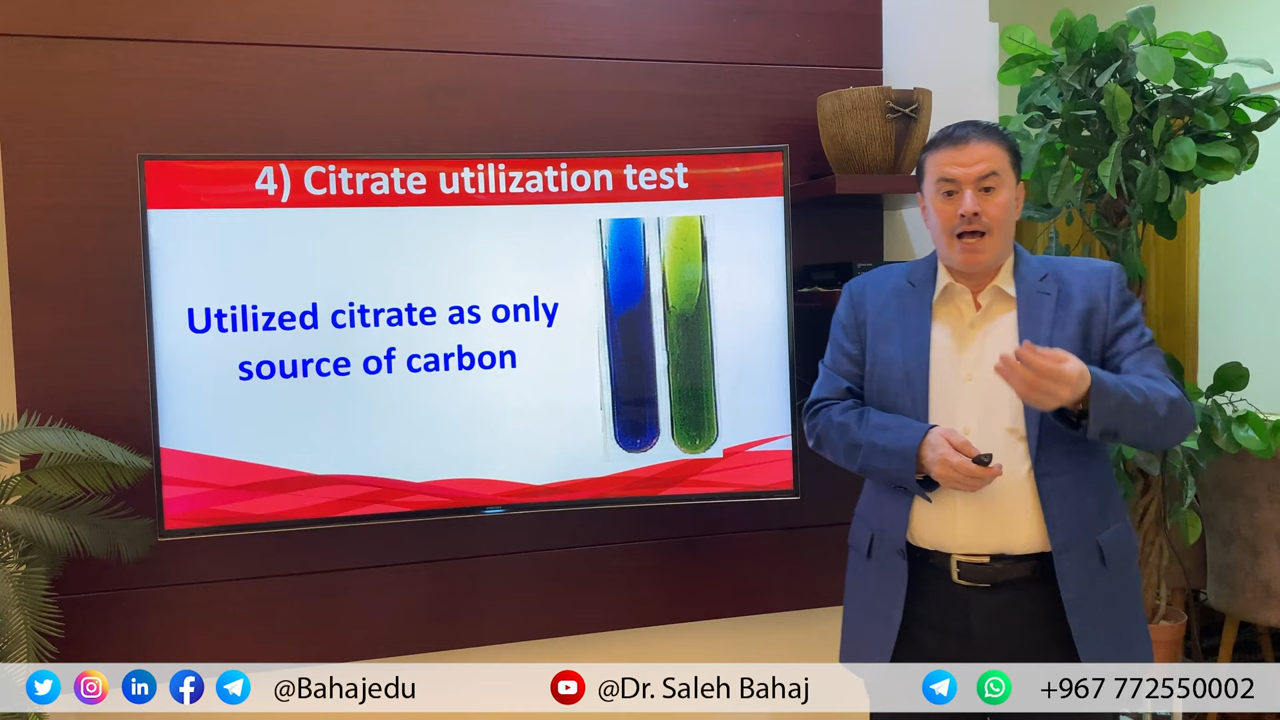 4) Citrate utilization test
Utilized citrate as only
source of carbon
@Bahajedu
@Dr. Saleh Bahaj
+967 772550002